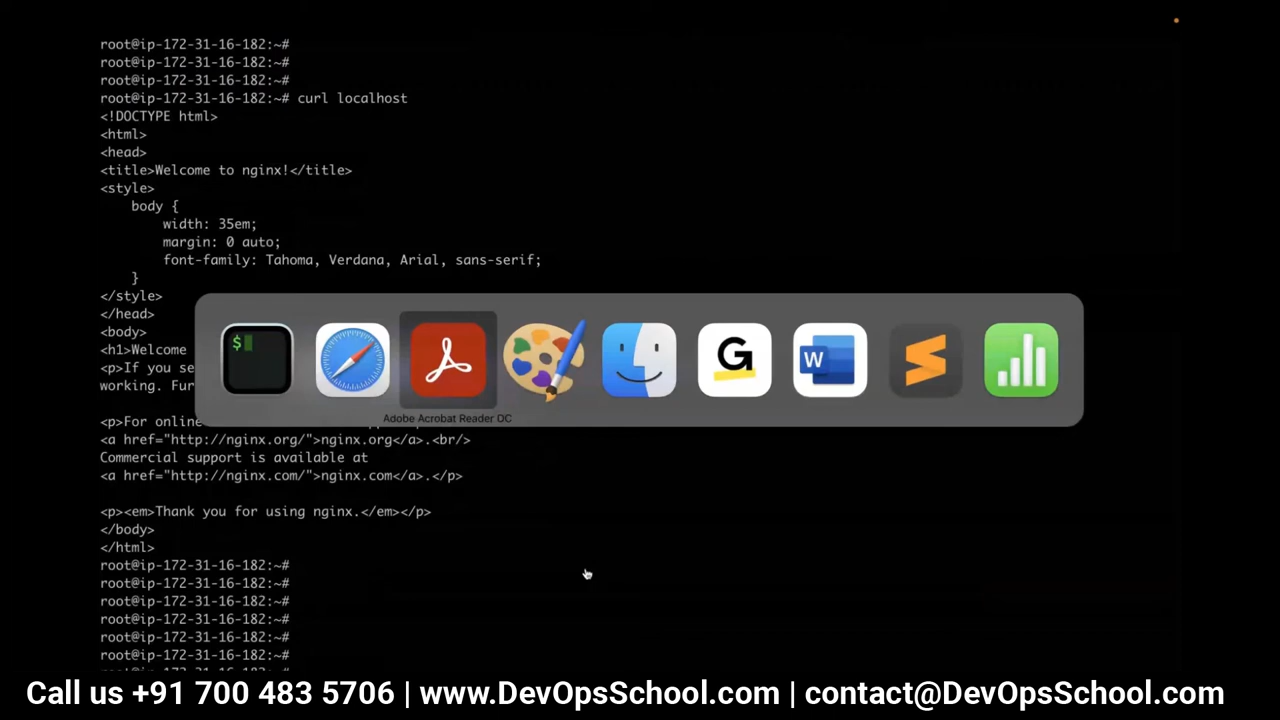 root@ip-172-31-16-182:~#
root@ip-172-31-16-182:~#
root@ip-172-31-16-182:~#
root@ip-172-31-16-182:~# curl localhost
<!DOCTYPE html>
<html>
<head>
<title>Welcome to nginx!</title>
<style>
body {
width: 35em;
margin: 0 auto;
font-family: Tahoma, Verdana, Arial, sans-serif;
}
</style>
</head>
<body>
<h1>Welcome
<p>If you se
working. Fur
$
G
W
Adobe Acrobat Reader DC
<p>For online
<a href="http://nginx.org/">nginx.org</a>.<br/>
Commercial support is available at
<a href="http://nginx.com/">nginx.com</a>.</p>
<p><em>Thank you for using nginx.</em></p>
</body>
</html>
root@ip-172-31-16-182:~#
root@ip-172-31-16-182:~#
root@ip-172-31-16-182:~#
root@ip-172-31-16-182:~#
root@ip-172-31-16-182:~#
root@ip-172-31-16-182:~#
Call us +91 700 483 5706 | www.DevOpsSchool.com | contact@DevOpsSchool.com